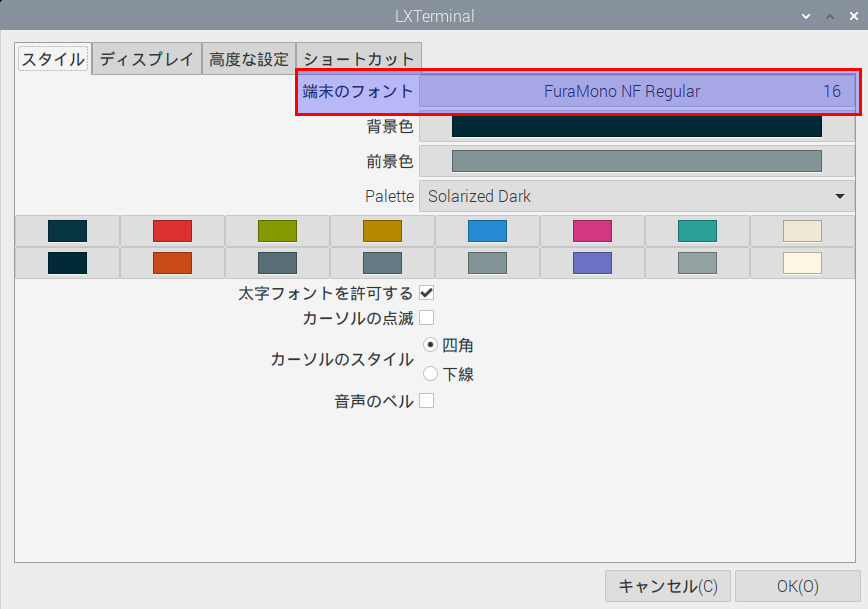 LXTerminal
スタイル ディスプレイ 高度な設定 ショートカット
端末のフォント FuraMono NF Regular 16
背景色
前景色
Palette Solarized Dark
太字フォントを許可する
カーソルの点滅
カーソルのスタイル 四角
下線
音声のベル
キャンセル(C) OK(O)